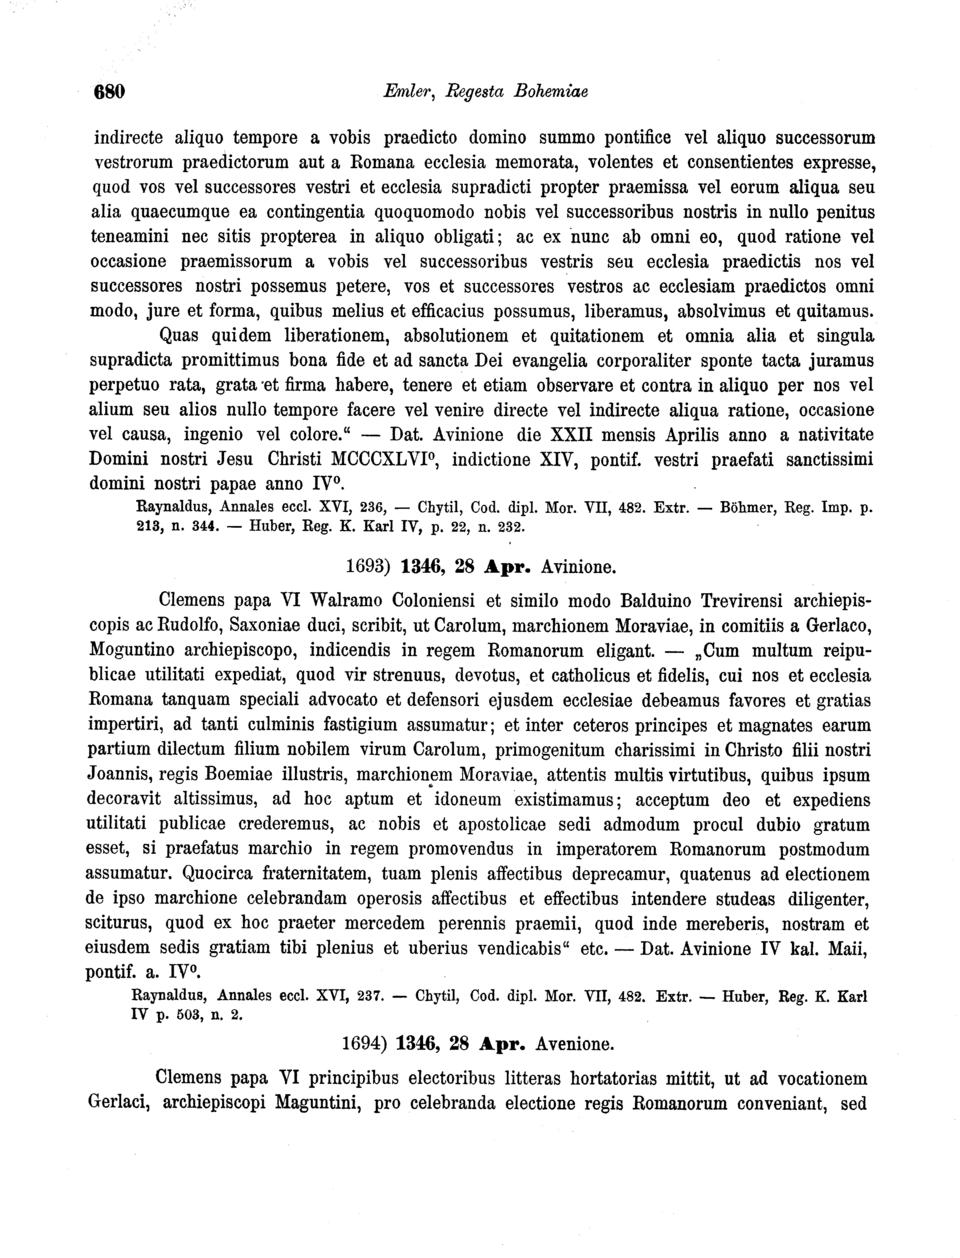 680 Emler, Regesta Bohemiae
indirecte aliquo tempore a vobis praedicto domino summo pontifice vel aliquo successorum
vestrorum praedictorum aut a Romana ecclesia memorata, volentes et consentientes expresse,
quod vos vel successores vestri et ecclesia supradicti propter praemissa vel eorum aliqua seu
alia quaecumque ea contingentia quoquomodo nobis vel successoribus nostris in nullo penitus
teneamini nec sitis propterea in aliquo obligati; ac ex nunc ab omni eo, quod ratione vel
occasione praemissorum a vobis vel successoribus vestris seu ecclesia praedictis nos vel
successores nostri possemus petere, vos et successores vestros ac ecclesiam praedictos omni
modo, jure et forma, quibus melius et efficacius possumus, liberamus, absolvimus et quitamus.
Quas quidem liberationem, absolutionem et quitationem et omnia alia et singula
supradicta promittimus bona fide et ad sancta Dei evangelia corporaliter sponte tacta juramus
perpetuo rata, grata et firma habere, tenere et etiam observare et contra in aliquo per nos vel
alium seu alios nullo tempore facere vel venire directe vel indirecte aliqua ratione, occasione
vel causa, ingenio vel colore.“ — Dat. Avinione die XXII mensis Aprilis anno a nativitate
Domini nostri Jesu Christi MCCCXLVI⁰, indictione XIV, pontif. vestri praefati sanctissimi
domini nostri papae anno IV⁰.
Raynaldus, Annales eccl. XVI, 236, — Chytil, Cod. dipl. Mor. VII, 482. Extr. — Böhmer, Reg. Imp. p.
213, n. 344. — Huber, Reg. K. Karl IV, p. 22, n. 232.
1693) 1346, 28 Apr. Avinione.
Clemens papa VI Walramo Coloniensi et similo modo Balduino Trevirensi archiepis-
copis ac Rudolfo, Saxoniae duci, scribit, ut Carolum, marchionem Moraviae, in comitiis a Gerlaco,
Moguntino archiepiscopo, indicendis in regem Romanorum eligant. — „Cum multum reipu-
blicae utilitati expediat, quod vir strenuus, devotus, et catholicus et fidelis, cui nos et ecclesia
Romana tanquam speciali advocato et defensori ejusdem ecclesiae debeamus favores et gratias
impertiri, ad tanti culminis fastigium assumatur; et inter ceteros principes et magnates earum
partium dilectum filium nobilem virum Carolum, primogenitum charissimi in Christo filii nostri
Joannis, regis Boemiae illustris, marchionem Moraviae, attentis multis virtutibus, quibus ipsum
decoravit altissimus, ad hoc aptum et idoneum existimamus; acceptum deo et expediens
utilitati publicae crederemus, ac nobis et apostolicae sedi admodum procul dubio gratum
esset, si praefatus marchio in regem promovendus in imperatorem Romanorum postmodum
assumatur. Quocirca fraternitatem, tuam plenis affectibus deprecamur, quatenus ad electionem
de ipso marchione celebrandam operosis affectibus et effectibus intendere studeas diligenter,
sciturus, quod ex hoc praeter mercedem perennis praemii, quod inde mereberis, nostram et
eiusdem sedis gratiam tibi plenius et uberius vendicabis“ etc. — Dat. Avinione IV kal. Maii,
pontif. a. IV⁰.
Raynaldus, Annales eccl. XVI, 237. — Chytil, Cod. dipl. Mor. VII, 482. Extr. — Huber, Reg. K. Karl
IV p. 503, n. 2.
1694) 1346, 28 Apr. Avenione.
Clemens papa VI principibus electoribus litteras hortatorias mittit, ut ad vocationem
Gerlaci, archiepiscopi Maguntini, pro celebranda electione regis Romanorum conveniant, sed